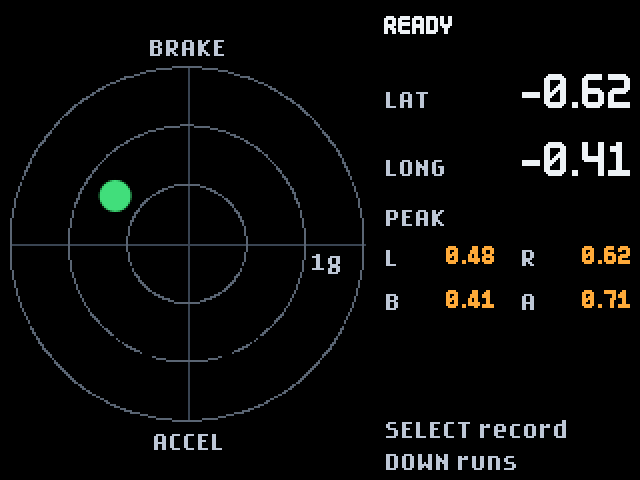 READY
BRAKE
LAT -0.62
LONG -0.41
PEAK
1g
L 0.48 R 0.62
B 0.41 A 0.71
ACCEL
SELECT record
DOWN runs